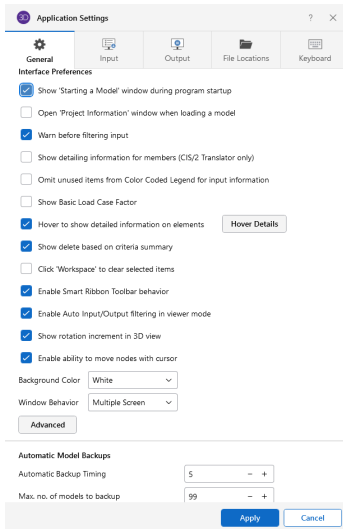 3D Application Settings ? ×
General Input Output File Locations Keyboard
Interface Preferences
Show 'Starting a Model' window during program startup
Open 'Project Information' window when loading a model
Warn before filtering input
Show detailing information for members (CIS/2 Translator only)
Omit unused items from Color Coded Legend for input information
Show Basic Load Case Factor
Hover to show detailed information on elements Hover Details
Show delete based on criteria summary
Click 'Workspace' to clear selected items
Enable Smart Ribbon Toolbar behavior
Enable Auto Input/Output filtering in viewer mode
Show rotation increment in 3D view
Enable ability to move nodes with cursor
Background Color White
Window Behavior Multiple Screen
Advanced
Automatic Model Backups
Automatic Backup Timing 5 − +
Max. no. of models to backup 99 − +
Apply Cancel